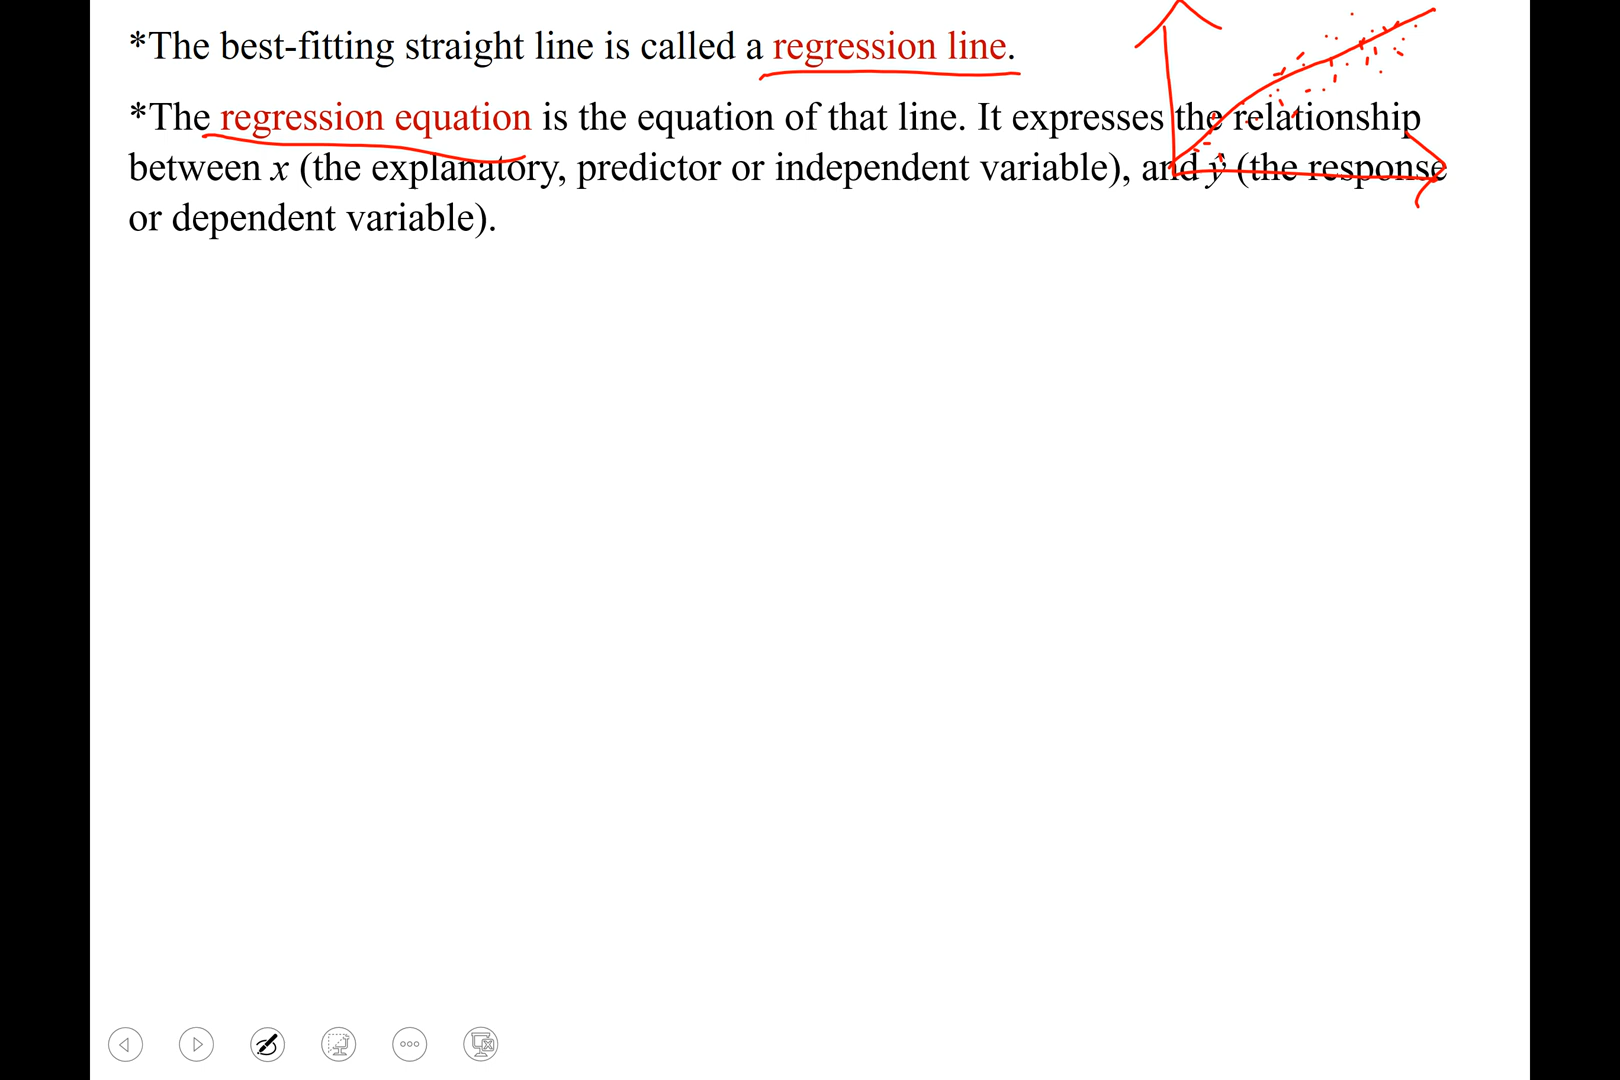 *The best-fitting straight line is called a regression line.
*The regression equation is the equation of that line. It expresses the relationship
between x (the explanatory, predictor or independent variable), and ŷ (the response
or dependent variable).